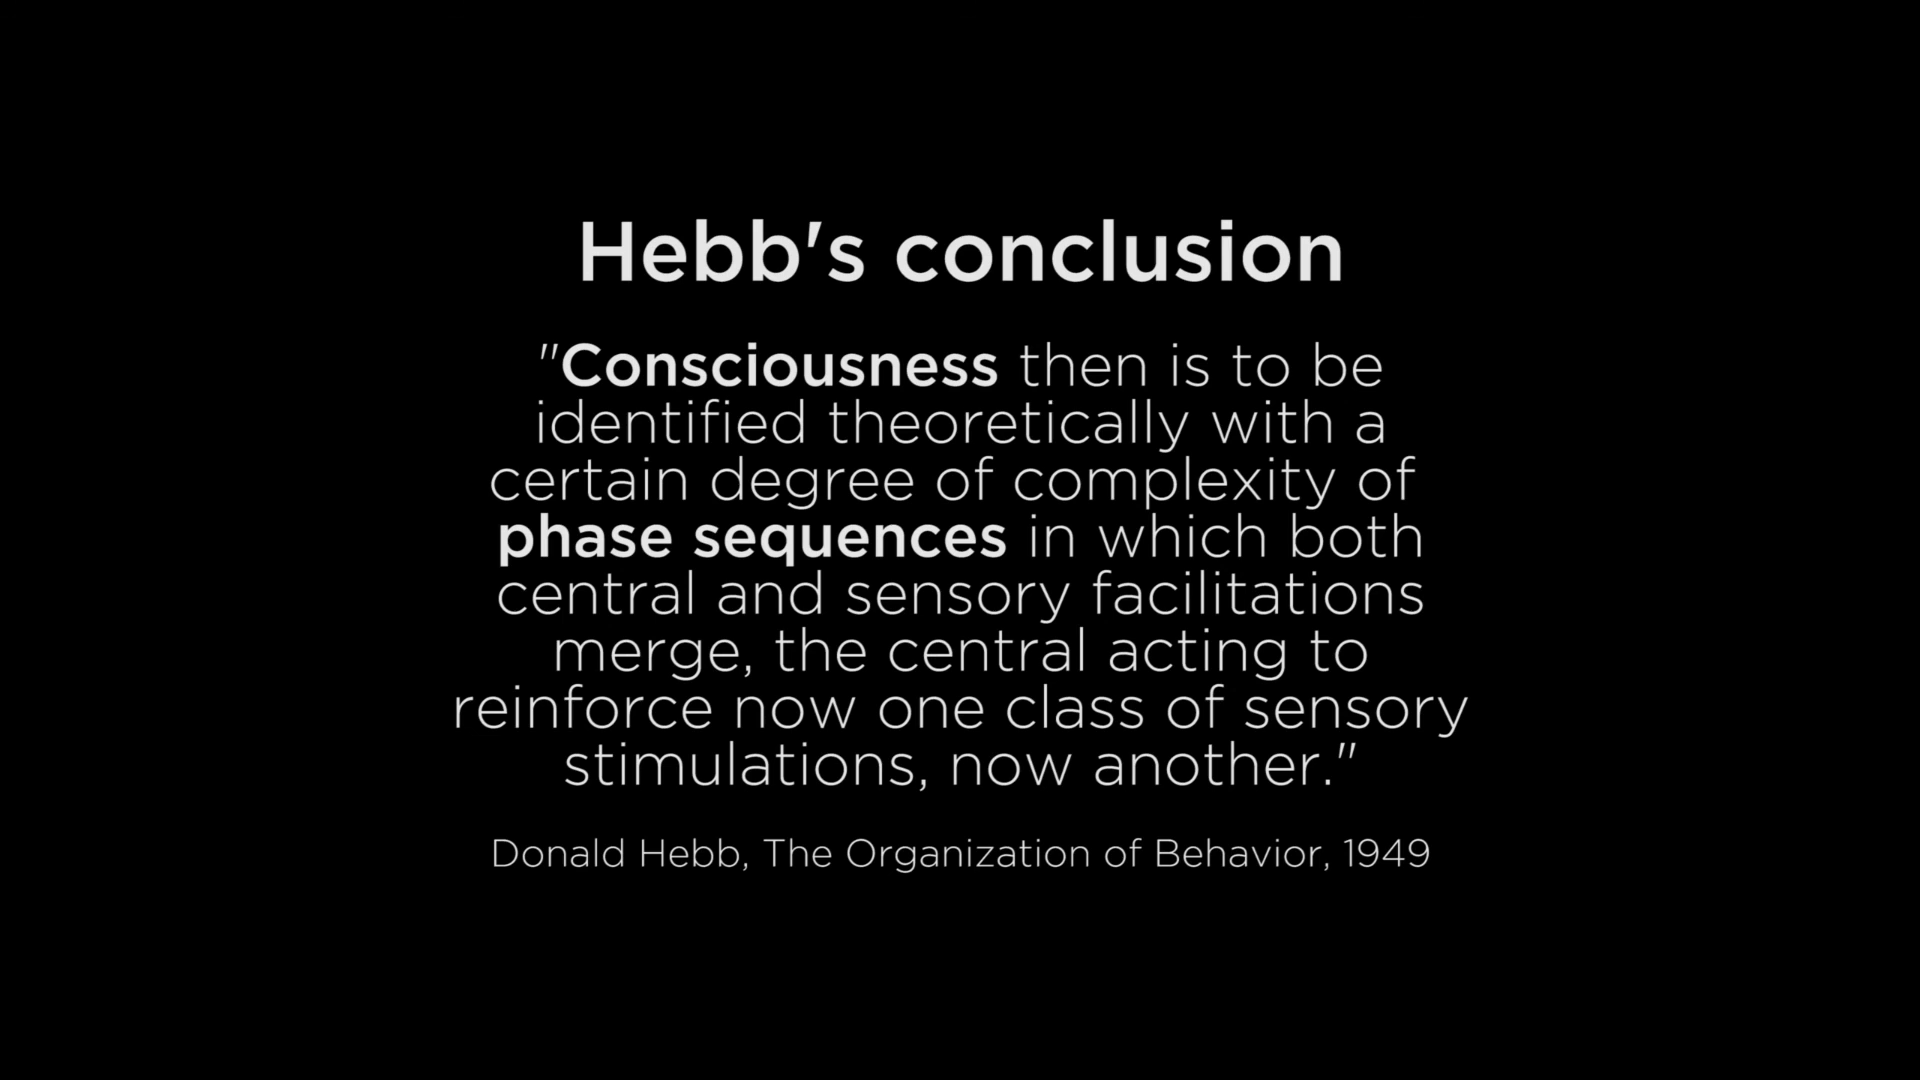 Hebb's conclusion
"Consciousness then is to be
identified theoretically with a
certain degree of complexity of
phase sequences in which both
central and sensory facilitations
merge, the central acting to
reinforce now one class of sensory
stimulations, now another."
Donald Hebb, The Organization of Behavior, 1949